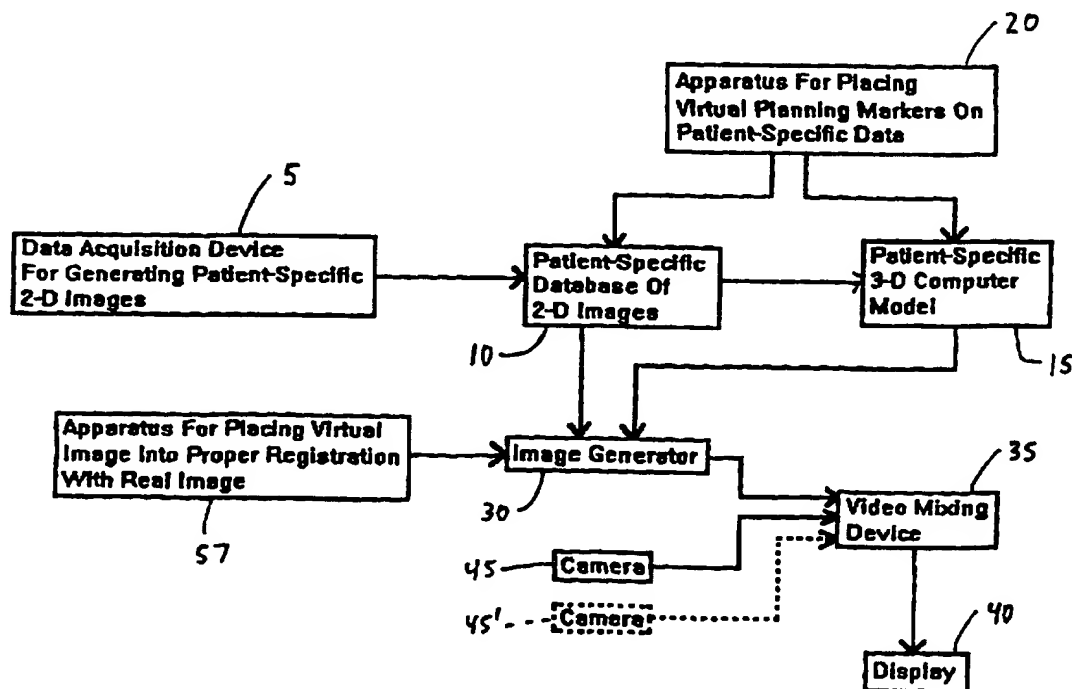 20
Apparatus For Placing
Virtual Planning Markers On
Patient-Specific Data
5
Data Acquisition Device
For Generating Patient-Specific
2-D Images
Patient-Specific
Database Of
2-D Images
Patient-Specific
3-D Computer
Model
10
15
Apparatus For Placing Virtual
Image Into Proper Registration
With Real Image
57
Image Generator
30
35
Video Mixing
Device
45
Camera
45'
Camera
40
Display